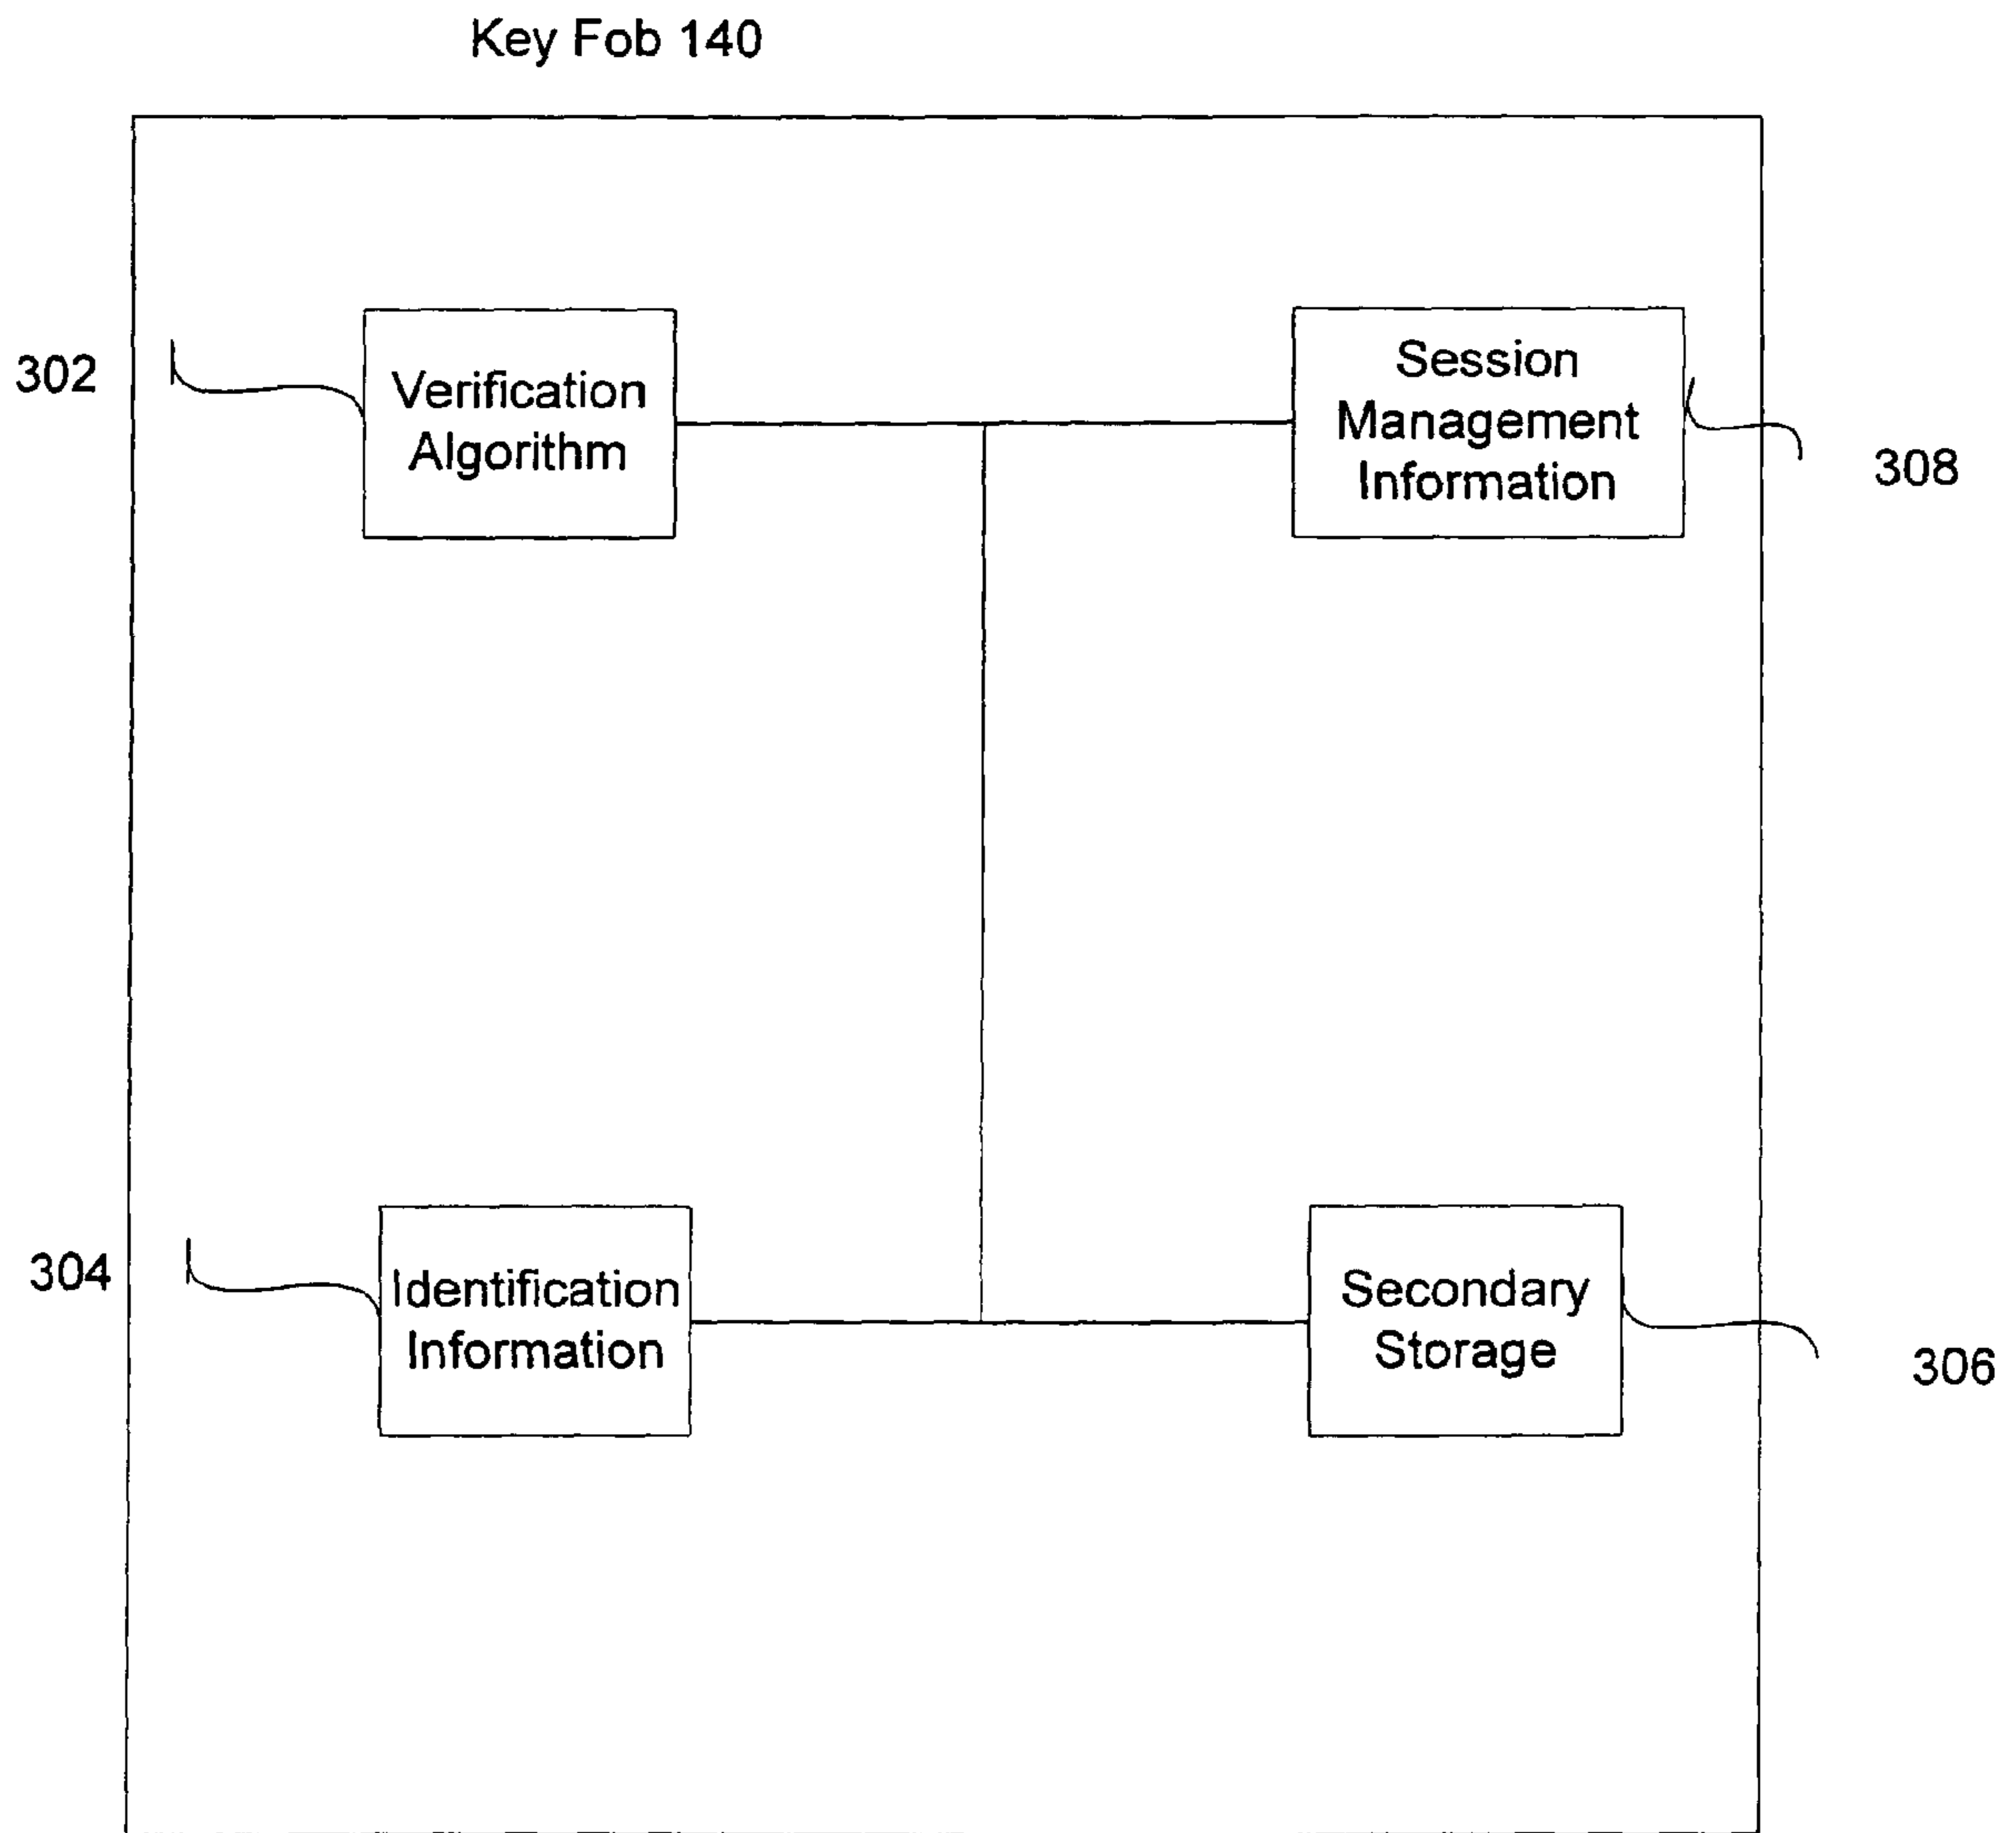 Key Fob 140
302
Verification
Algorithm
Session
Management
Information
308
304
Identification
Information
Secondary
Storage
306